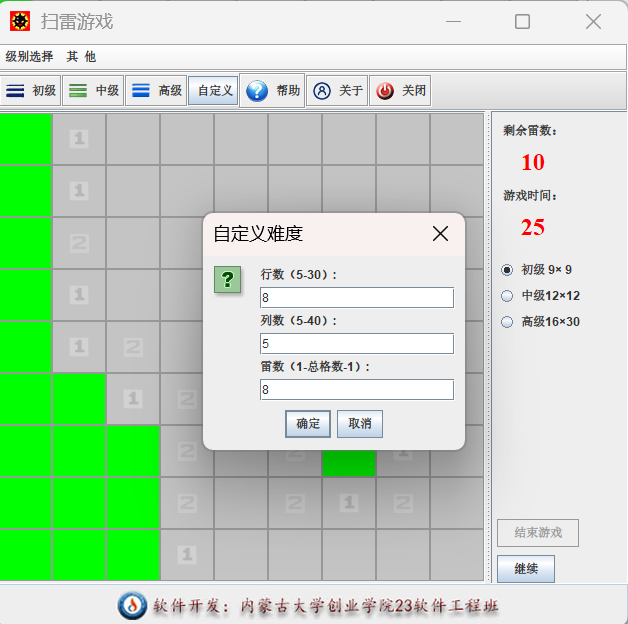 扫雷游戏
级别选择 其 他
初级 中级 高级 自定义 帮助 关于 关闭
剩余雷数:
10
游戏时间:
25
初级 9× 9
中级12×12
高级16×30
结束游戏
继续
1
1
2
1
1 2
1 2
2 2 1
2 2 1 2
1
自定义难度
?
行数（5-30）:
8
列数（5-40）:
5
雷数（1-总格数-1）:
8
确定 取消
软件开发: 内蒙古大学创业学院23软件工程班